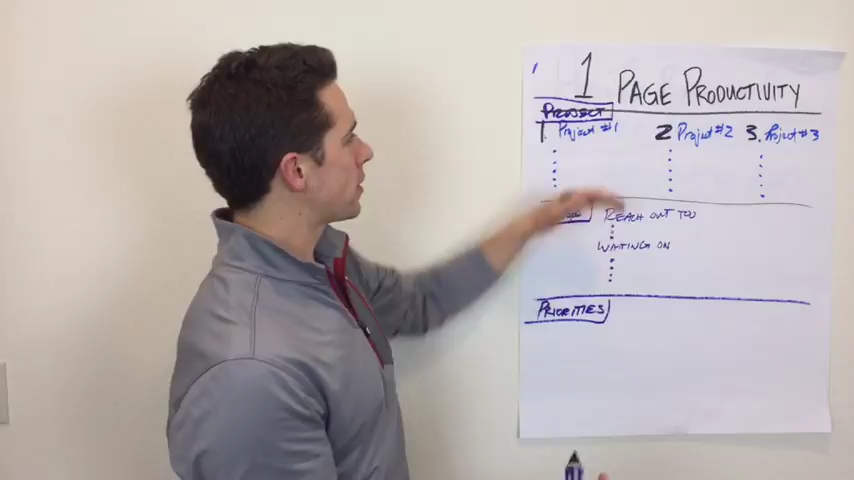 1 PAGE PRODUCTIVITY
PROJECT
1. Project #1 2 Project #2 3. Project #3
REACH OUT TOO
WAITING ON
PRIORITIES